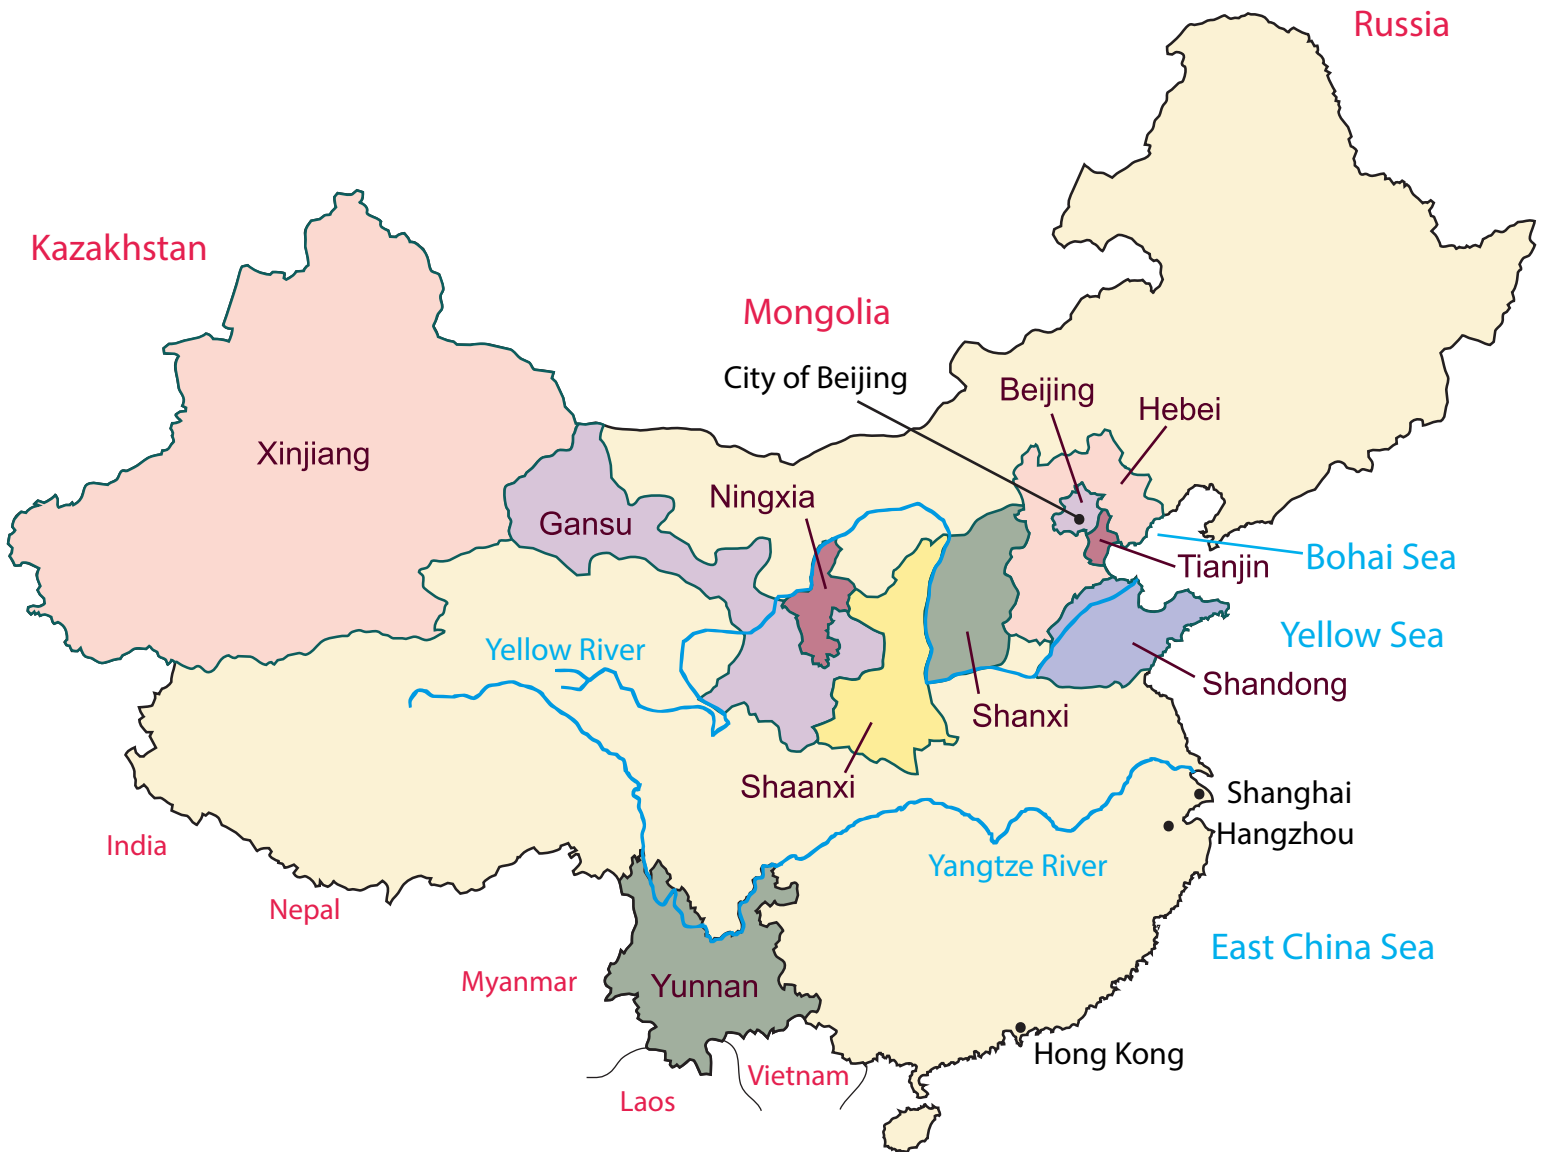 Russia
Kazakhstan
Mongolia
City of Beijing
Beijing
Hebei
Xinjiang
Ningxia
Gansu
Bohai Sea
Tianjin
Yellow Sea
Yellow River
Shandong
Shanxi
Shaanxi
Shanghai
Hangzhou
India
Yangtze River
Nepal
East China Sea
Myanmar
Yunnan
Hong Kong
Vietnam
Laos